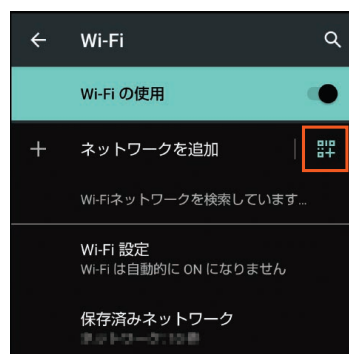 Wi-Fi
Wi-Fi の使用
ネットワークを追加
Wi-Fiネットワークを検索しています...
Wi-Fi 設定
Wi-Fi は自動的に ON になりません
保存済みネットワーク